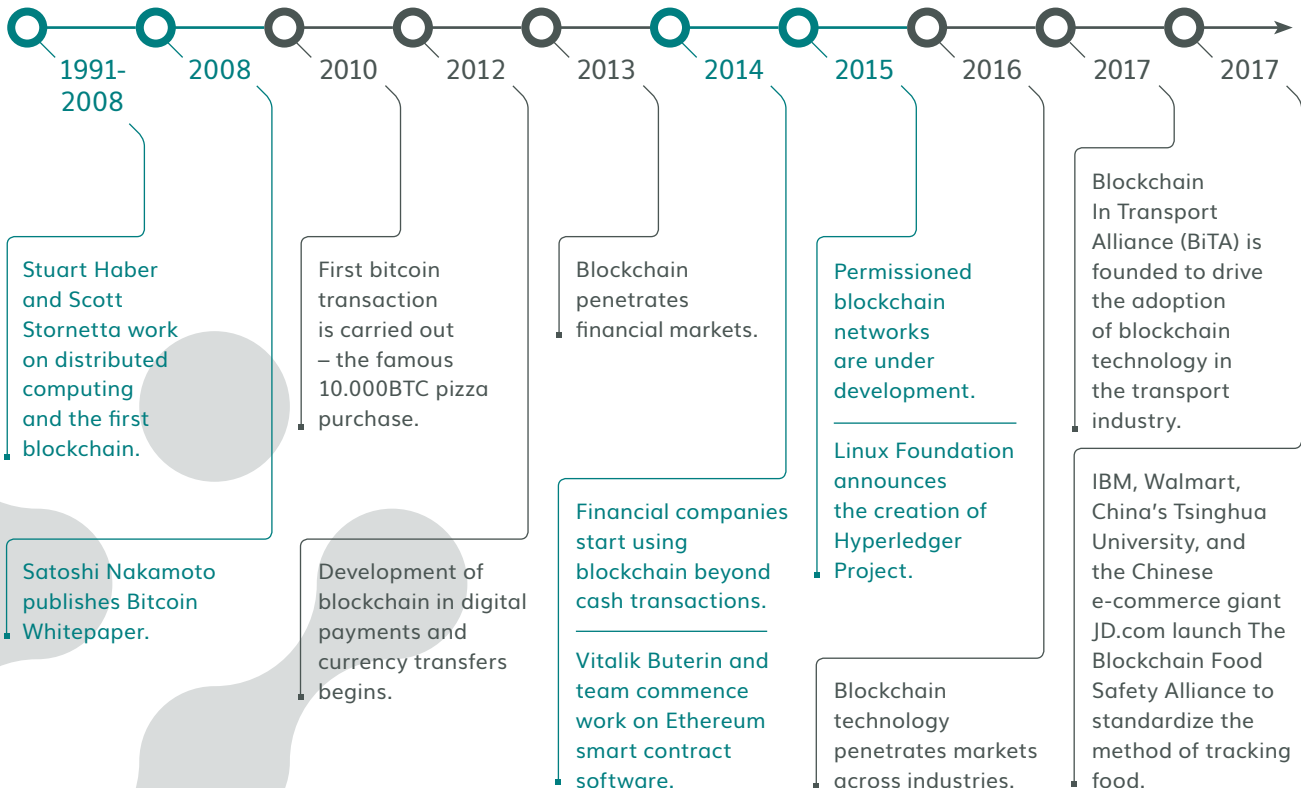 1991-
2008
2008
2010
2012
2013
2014
2015
2016
2017
2017
Stuart Haber
and Scott
Stornetta work
on distributed
computing
and the first
blockchain.
Satoshi Nakamoto
publishes Bitcoin
Whitepaper.
First bitcoin
transaction
is carried out
– the famous
10.000BTC pizza
purchase.
Development of
blockchain in digital
payments and
currency transfers
begins.
Blockchain
penetrates
financial markets.
Financial companies
start using
blockchain beyond
cash transactions.
Vitalik Buterin and
team commence
work on Ethereum
smart contract
software.
Permissioned
blockchain
networks
are under
development.
Linux Foundation
announces
the creation of
Hyperledger
Project.
Blockchain
technology
penetrates markets
across industries.
Blockchain
In Transport
Alliance (BiTA) is
founded to drive
the adoption
of blockchain
technology in
the transport
industry.
IBM, Walmart,
China’s Tsinghua
University, and
the Chinese
e-commerce giant
JD.com launch The
Blockchain Food
Safety Alliance to
standardize the
method of tracking
food.